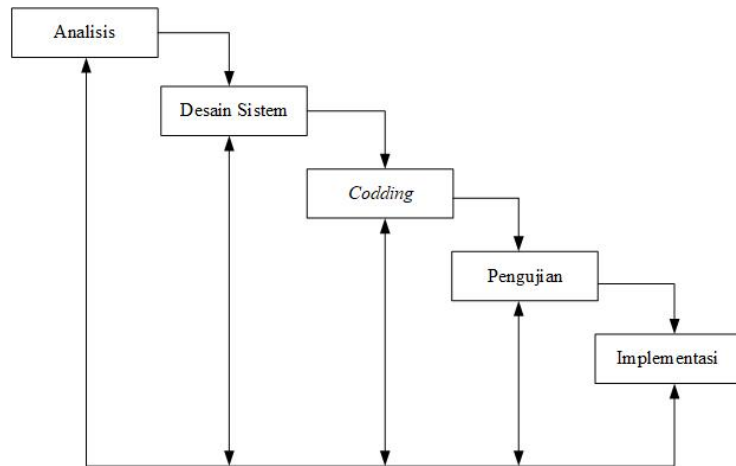 Analisis
Desain Sistem
Codding
Pengujian
Implementasi